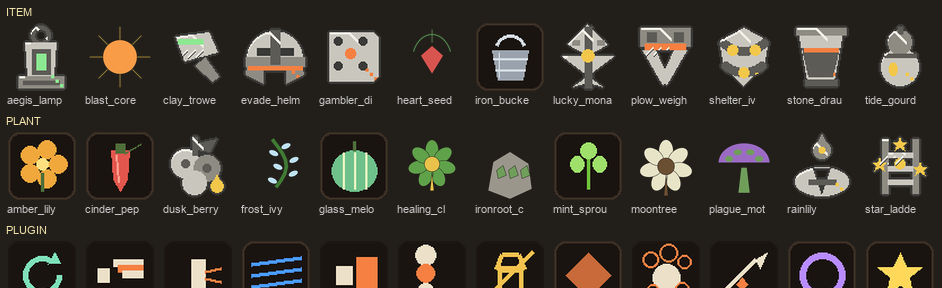 ITEM
aegis_lamp blast_core clay_trowe evade_helm gambler_di heart_seed iron_bucke lucky_mona plow_weigh shelter_iv stone_drau tide_gourd
PLANT
amber_lily cinder_pep dusk_berry frost_ivy glass_melo healing_cl ironroot_c mint_sprou moontree plague_mot rainlily star_ladde
PLUGIN